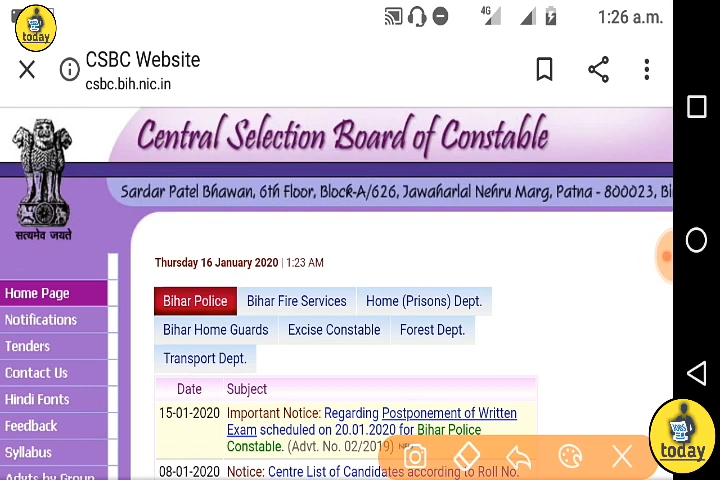 today
4G
1:26 a.m.
CSBC Website
csbc.bih.nic.in
Central Selection Board of Constable
Sardar Patel Bhawan, 6th Floor, Block-A/626, Jawaharlal Nehru Marg, Patna - 800023, Bi
सत्यमेव जयते
Thursday 16 January 2020 | 1:23 AM
Home Page
Notifications
Tenders
Contact Us
Hindi Fonts
Feedback
Syllabus
Advts by Group
Bihar Police
Bihar Fire Services
Home (Prisons) Dept.
Bihar Home Guards
Excise Constable
Forest Dept.
Transport Dept.
Date Subject
15-01-2020 Important Notice: Regarding Postponement of Written
Exam scheduled on 20.01.2020 for Bihar Police
Constable. (Advt. No. 02/2019)
08-01-2020 Notice: Centre List of Candidates according to Roll No.
JOBS
today